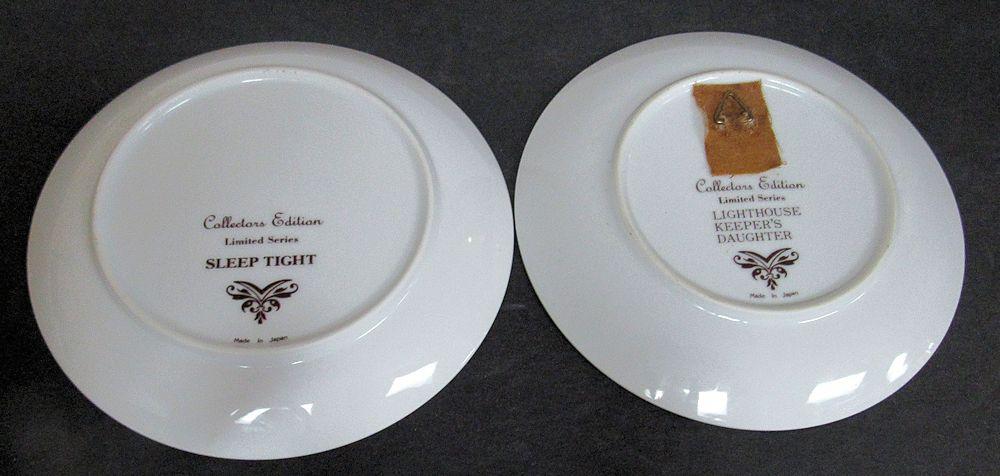 Collectors Edition
Limited Series
SLEEP TIGHT
Made In Japan
Collectors Edition
Limited Series
LIGHTHOUSE
KEEPER'S
DAUGHTER
Made In Japan